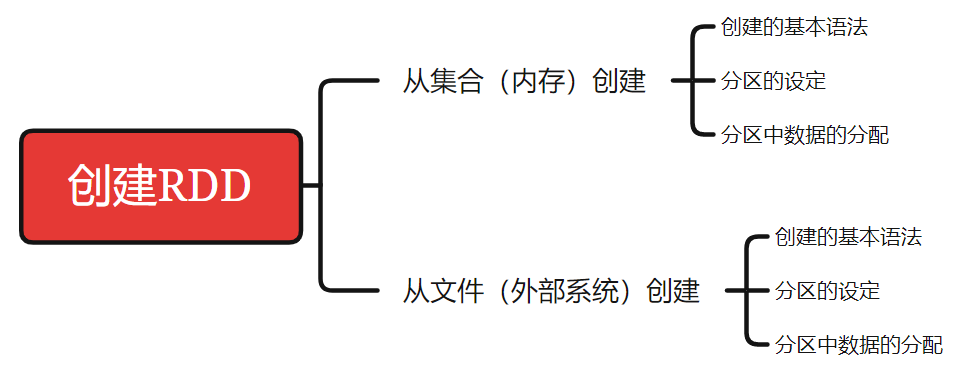 创建RDD
从集合（内存）创建
创建的基本语法
分区的设定
分区中数据的分配
从文件（外部系统）创建
创建的基本语法
分区的设定
分区中数据的分配